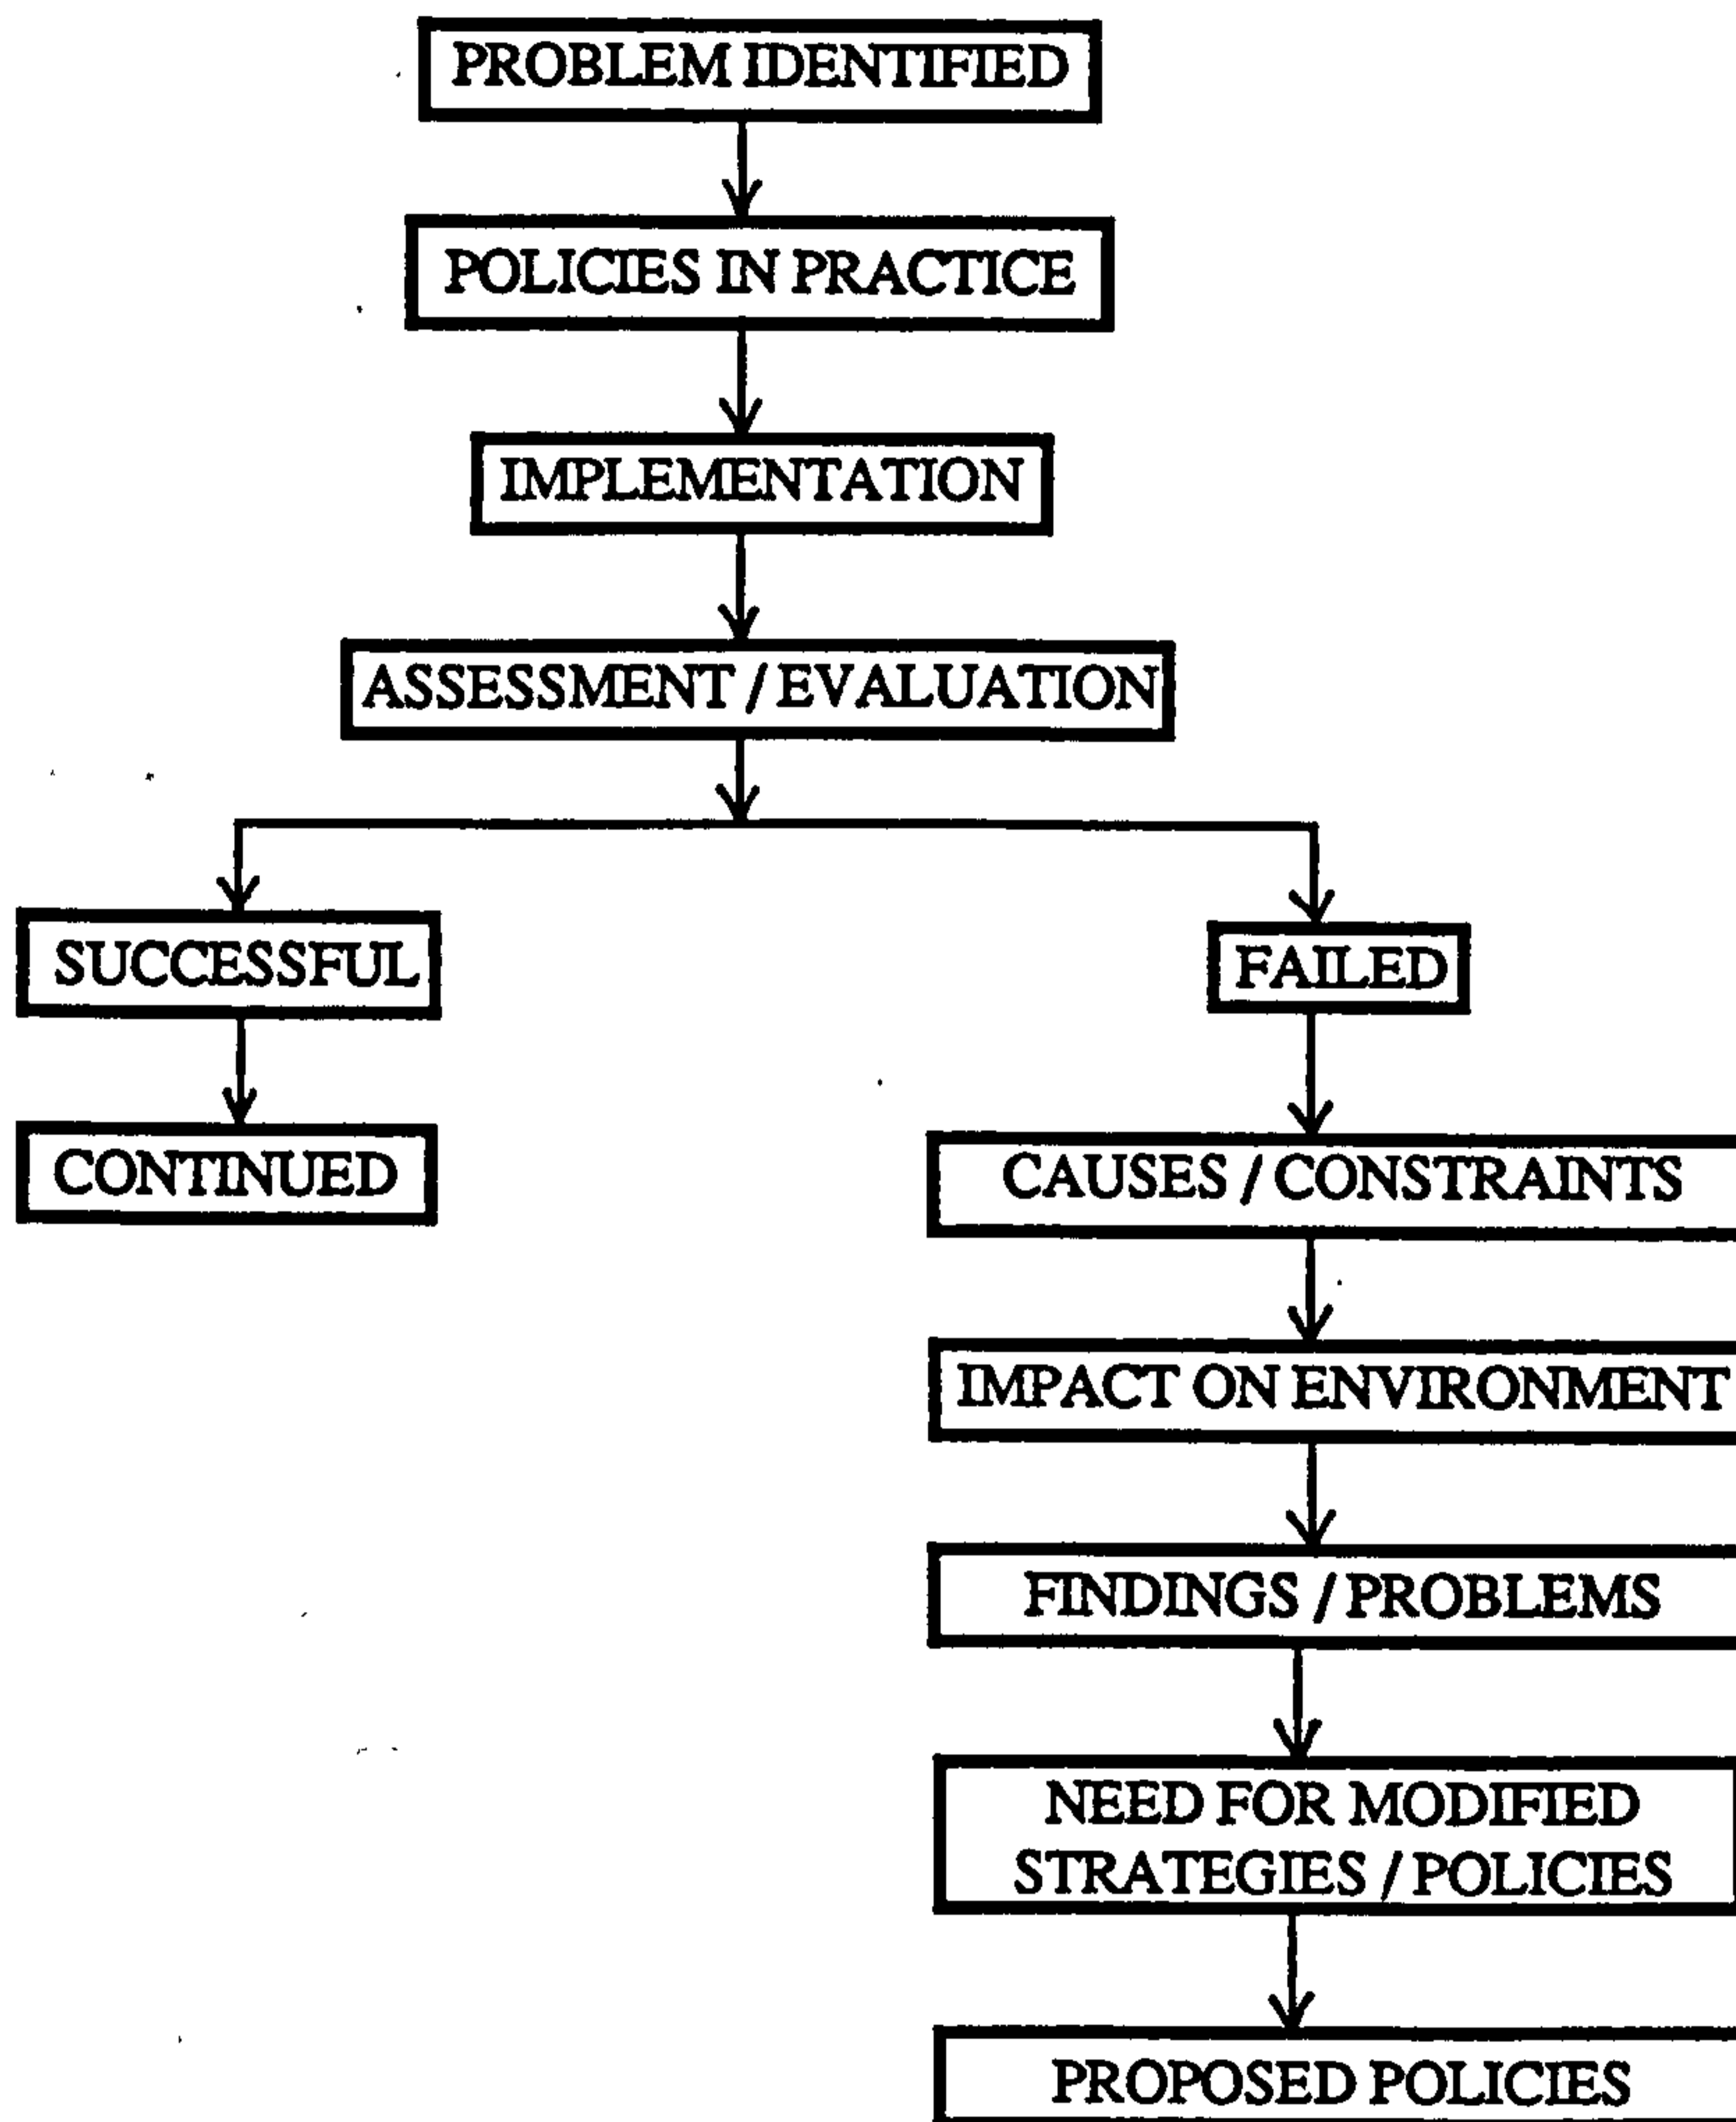 PROBLEM IDENTIFIED
POLICIES IN PRACTICE
IMPLEMENTATION
ASSESSMENT / EVALUATION
SUCCESSFUL
FAILED
CONTINUED
CAUSES / CONSTRAINTS
IMPACT ON ENVIRONMENT
FINDINGS / PROBLEMS
NEED FOR MODIFIED
STRATEGIES / POLICIES
PROPOSED POLICIES